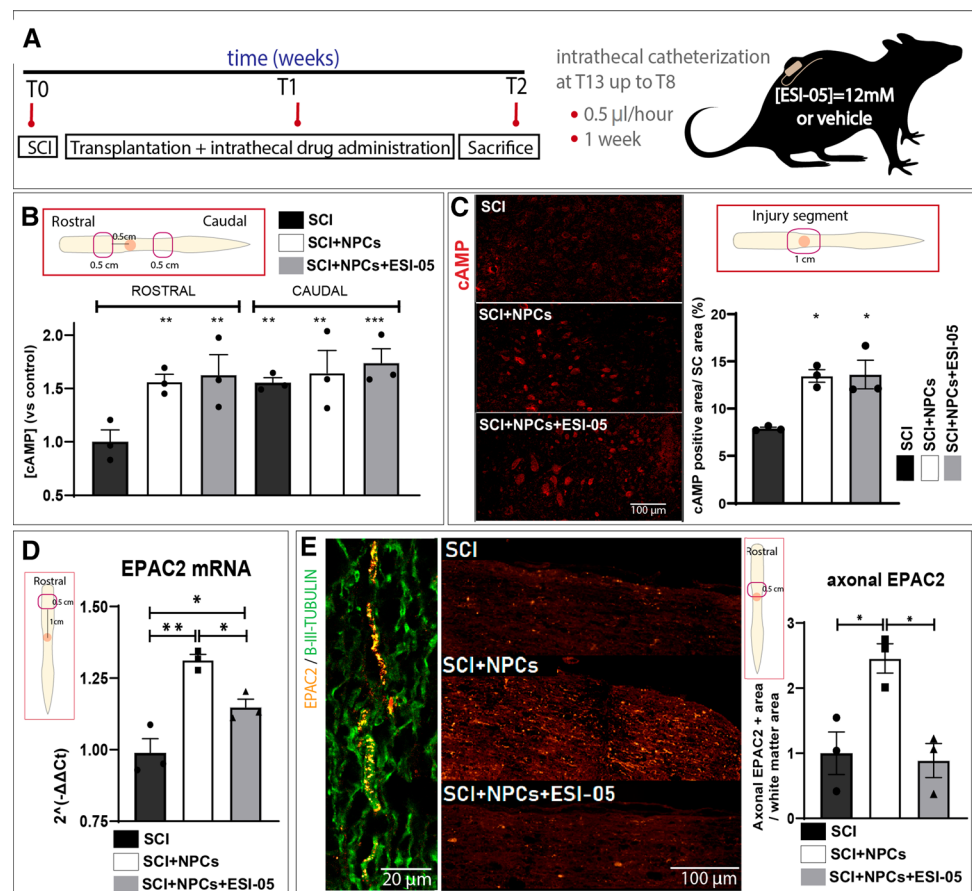 A
time (weeks)
T0
T1
T2
SCI
Transplantation + intrathecal drug administration
Sacrifice
intrathecal catheterization
at T13 up to T8
• 0.5 µl/hour
• 1 week
[ESI-05]=12mM
or vehicle
B
Rostral
Caudal
0.5cm
0.5 cm
0.5 cm
SCI
SCI+NPCs
SCI+NPCs+ESI-05
ROSTRAL
CAUDAL
** ** ** ** ***
[cAMP] (vs control)
2.0
1.5
1.0
0.5
C
cAMP
SCI
SCI+NPCs
SCI+NPCs+ESI-05
100 µm
Injury segment
1 cm
cAMP positive area/ SC area (%)
20
15
10
5
0
* *
SCI
SCI+NPCs
SCI+NPCs+ESI-05
D
Rostral
0.5 cm
1cm
EPAC2 mRNA
*
** *
2^(-ΔΔCt)
1.50
1.25
1.00
0.75
SCI
SCI+NPCs
SCI+NPCs+ESI-05
E
EPAC2 / B-III-TUBULIN
20 µm
SCI
SCI+NPCs
SCI+NPCs+ESI-05
100 µm
Rostral
0.5 cm
axonal EPAC2
* *
Axonal EPAC2 + area
/ white matter area
3
2
1
0
SCI
SCI+NPCs
SCI+NPCs+ESI-05